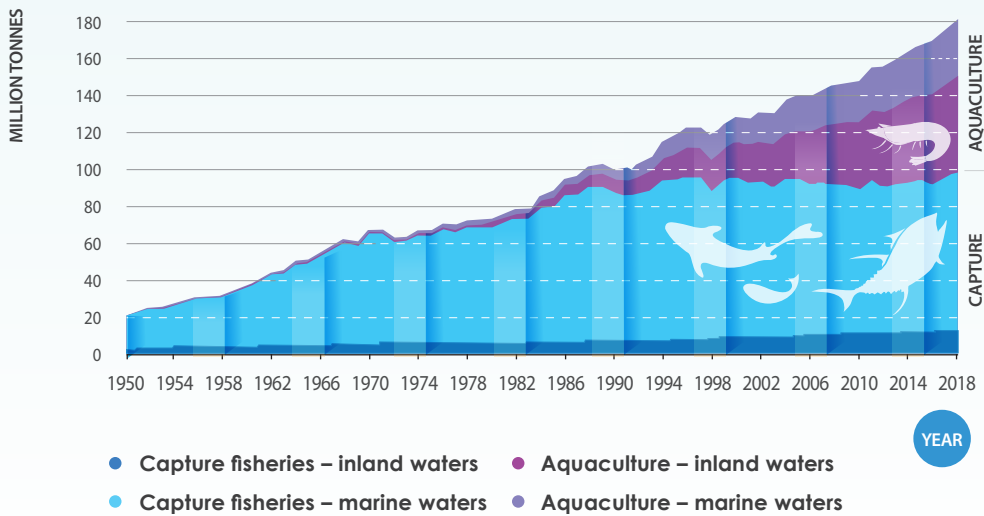 MILLION TONNES
180
160
140
120
100
80
60
40
20
0
AQUACULTURE
CAPTURE
1950 1954 1958 1962 1966 1970 1974 1978 1982 1986 1990 1994 1998 2002 2006 2010 2014 2018
YEAR
Capture fisheries – inland waters
Aquaculture – inland waters
Capture fisheries – marine waters
Aquaculture – marine waters